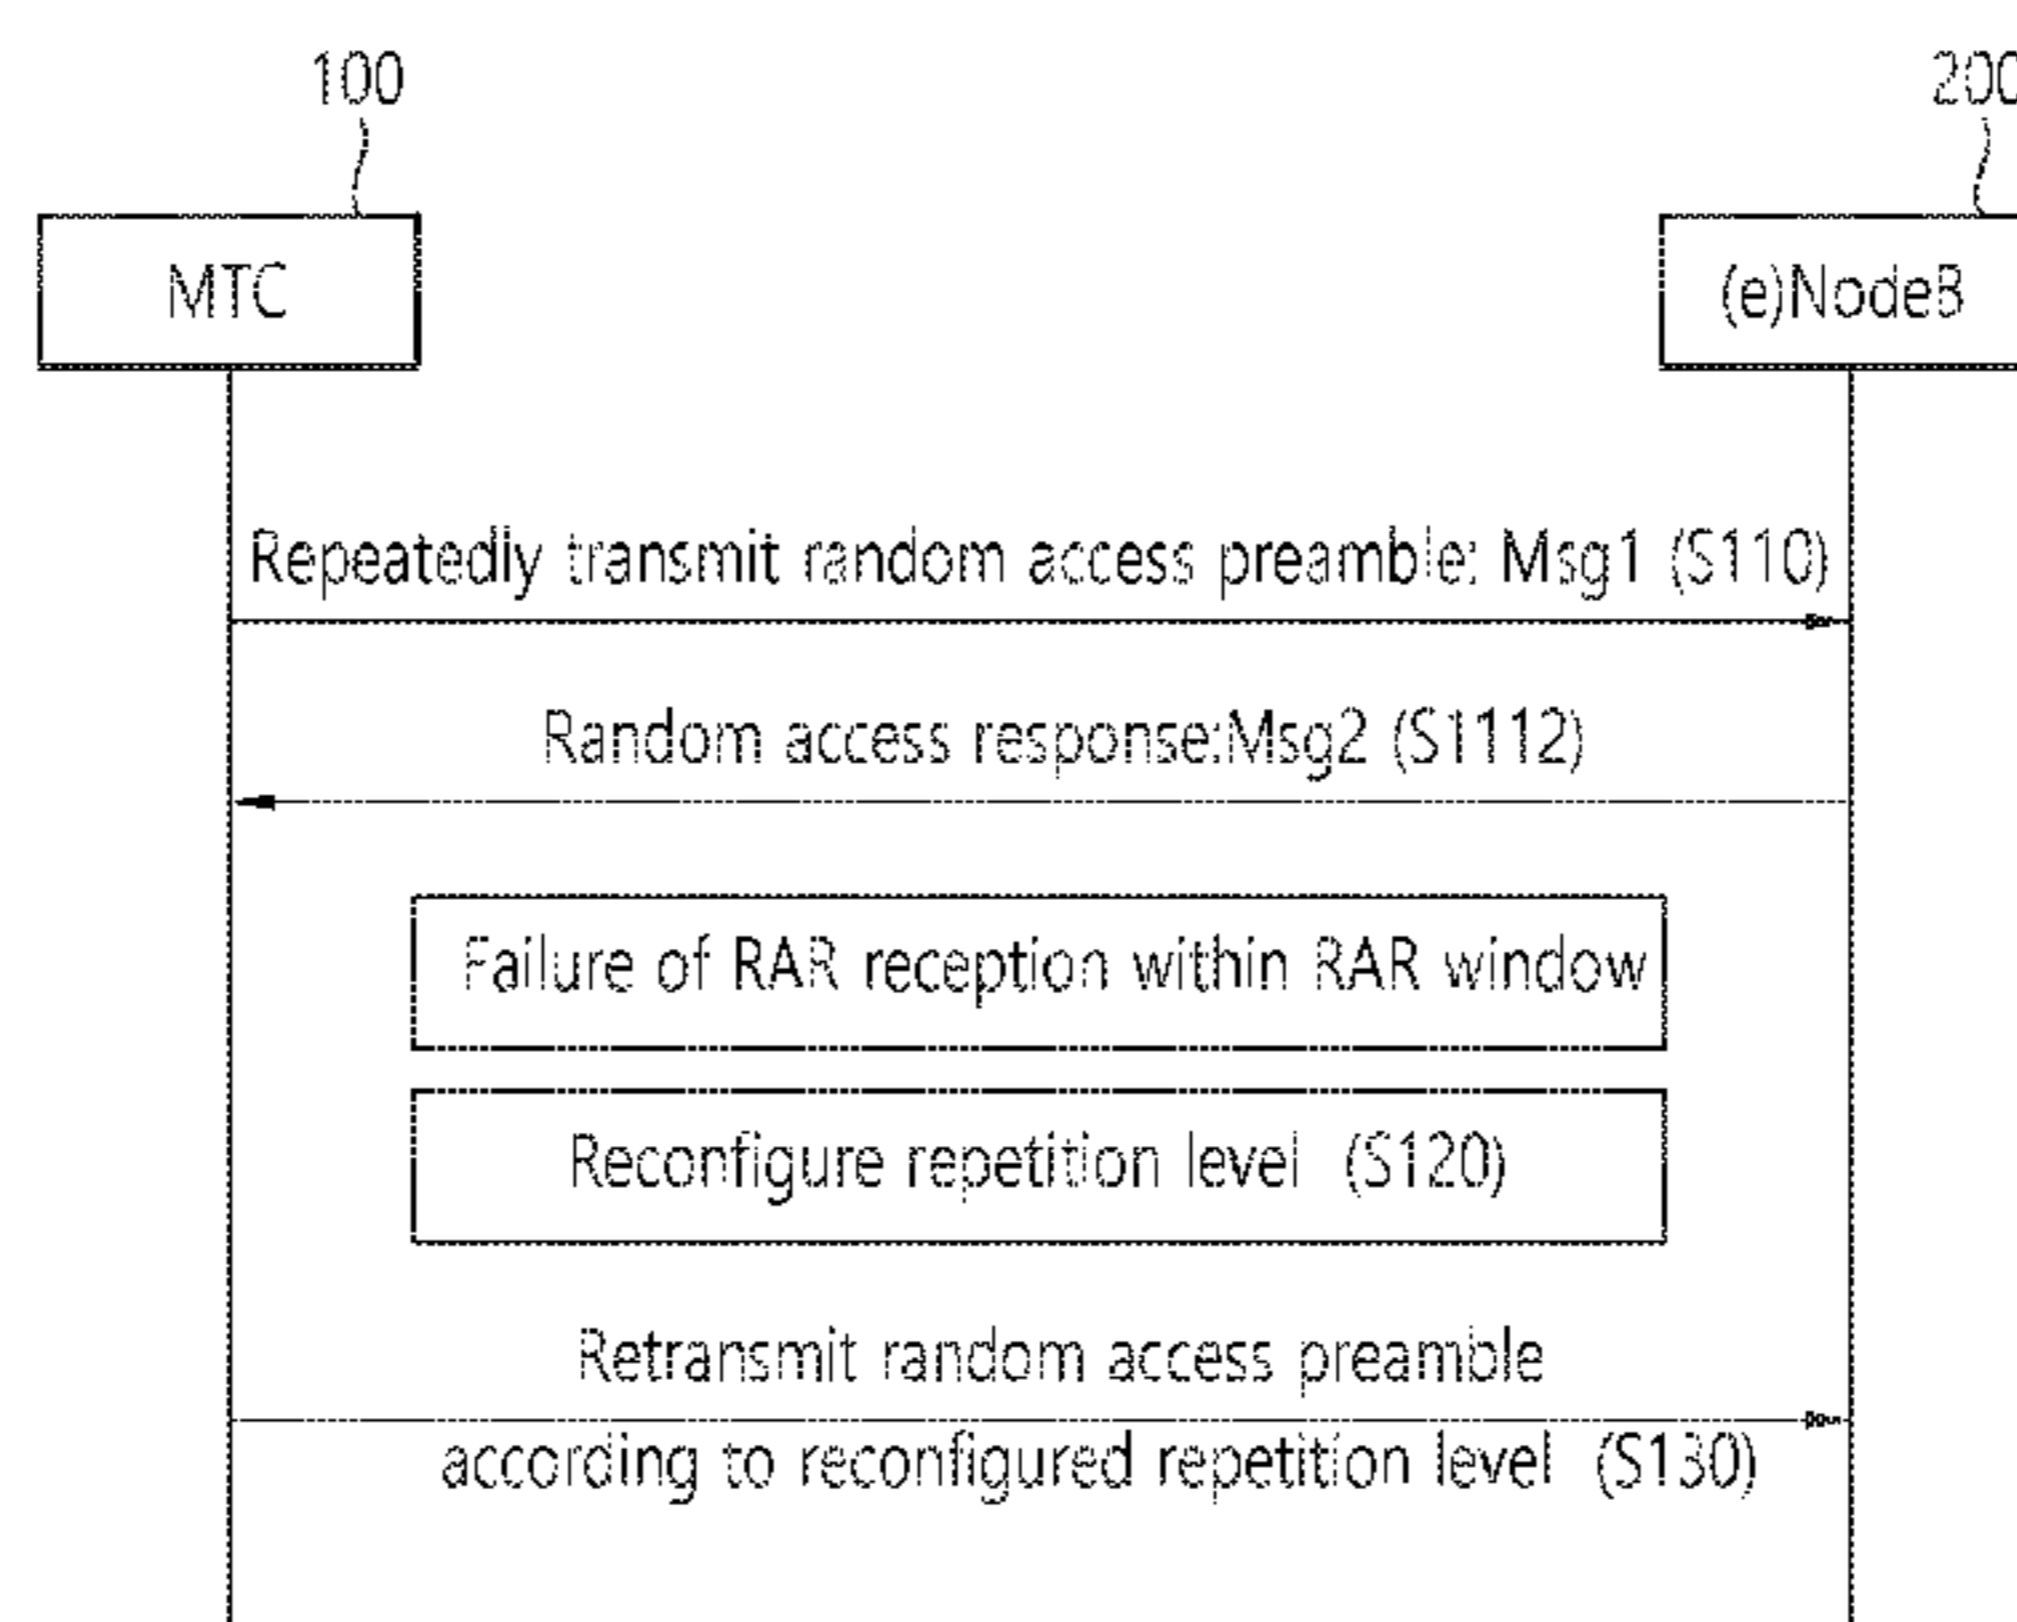 100
200
MTC
(e)NodeB
Repeatedly transmit random access preamble: Msg1 (S110)
Random access response:Msg2 (S1112)
Failure of RAR reception within RAR window
Reconfigure repetition level (S120)
Retransmit random access preamble
according to reconfigured repetition level (S130)